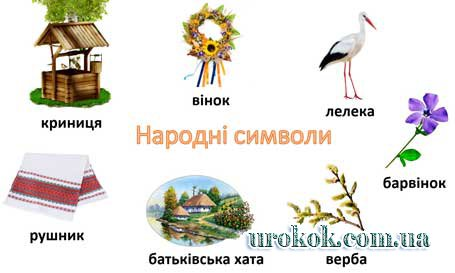 криниця
вінок
лелека
Народні символи
барвінок
рушник
батьківська хата
верба
urokok.com.ua